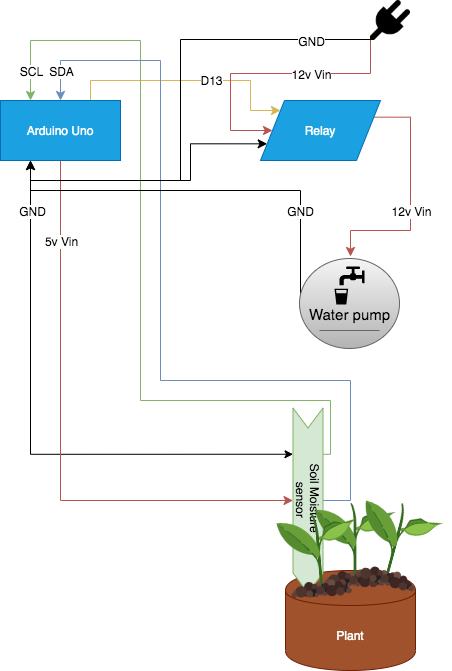 GND
SCL
SDA
12v Vin
D13
Arduino Uno
Relay
GND
GND
12v Vin
5v Vin
Water pump
Soil Moisture
sensor
Plant